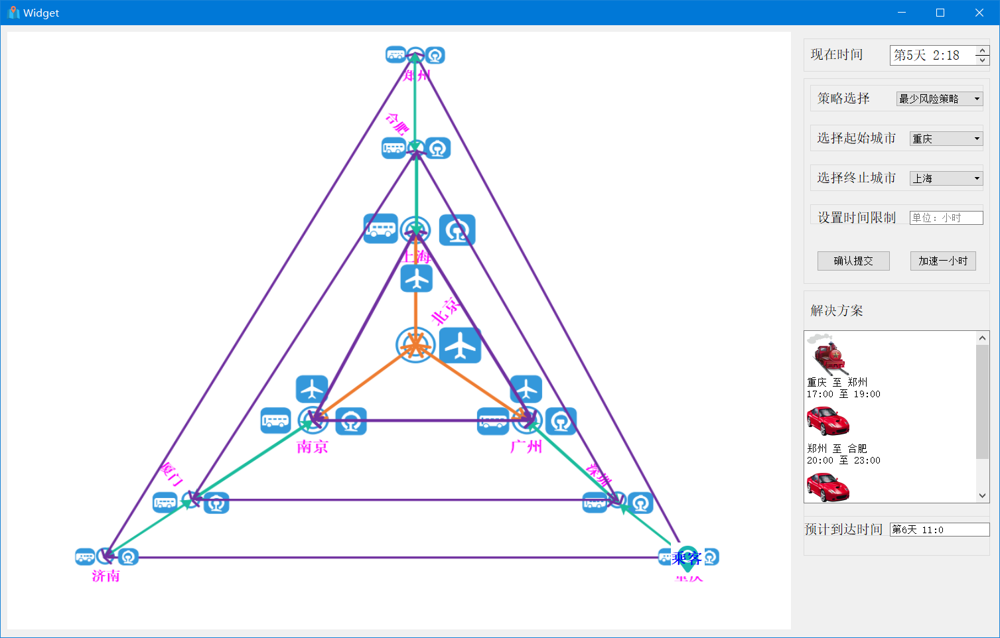 Widget
郑州
合肥
上海
北京
南京
广州
厦门
深圳
济南
乘客
现在时间
第5天 2:18
策略选择
最少风险策略
选择起始城市
重庆
选择终止城市
上海
设置时间限制
单位：小时
确认提交
加速一小时
解决方案
重庆 至 郑州
17:00 至 19:00
郑州 至 合肥
20:00 至 23:00
预计到达时间
第6天 11:0